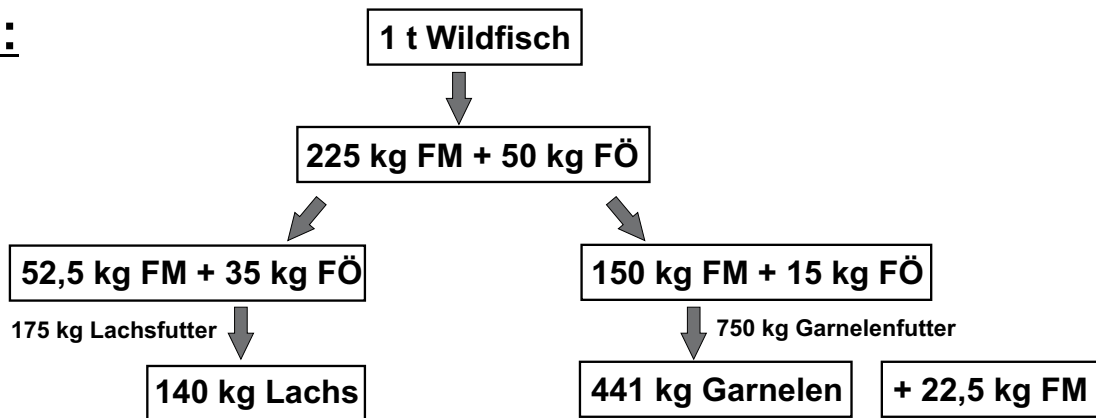 :
1 t Wildfisch
225 kg FM + 50 kg FÖ
52,5 kg FM + 35 kg FÖ
150 kg FM + 15 kg FÖ
175 kg Lachsfutter
750 kg Garnelenfutter
140 kg Lachs
441 kg Garnelen
+ 22,5 kg FM